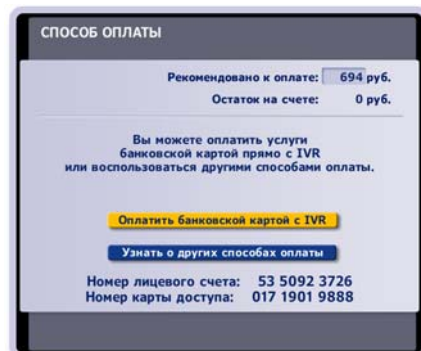 СПОСОБ ОПЛАТЫ
Рекомендовано к оплате: 694 руб.
Остаток на счете: 0 руб.
Вы можете оплатить услуги
банковской картой прямо с IVR
или воспользоваться другими способами оплаты.
Оплатить банковской картой с IVR
Узнать о других способах оплаты
Номер лицевого счета: 53 5092 3726
Номер карты доступа: 017 1901 9888